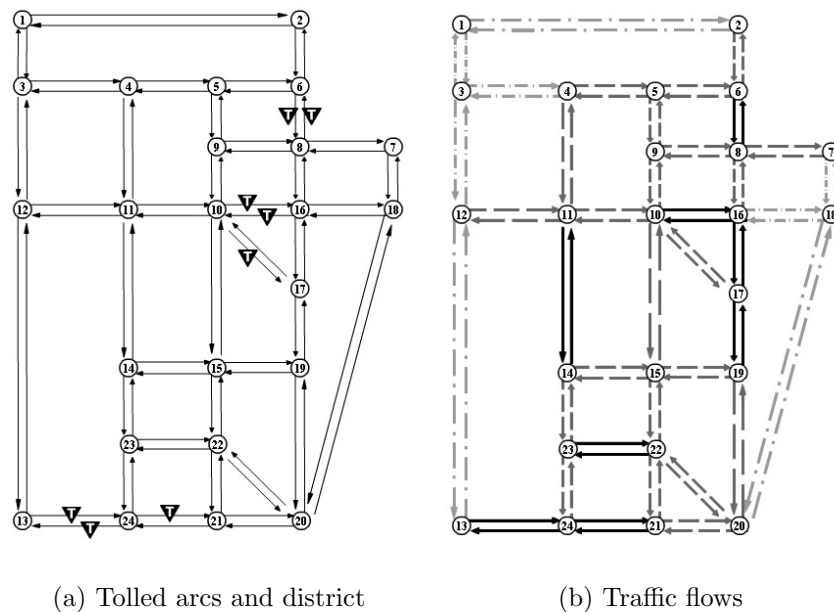 1 2 1 2
3 4 5 6 3 4 5 6
T T
9 8 7 9 8 7
12 11 10 T T 16 18 12 11 10 16 18
T
17 17
14 15 19 14 15 19
23 22 23 22
T T T
13 24 21 20 13 24 21 20
(a) Tolled arcs and district (b) Traffic flows